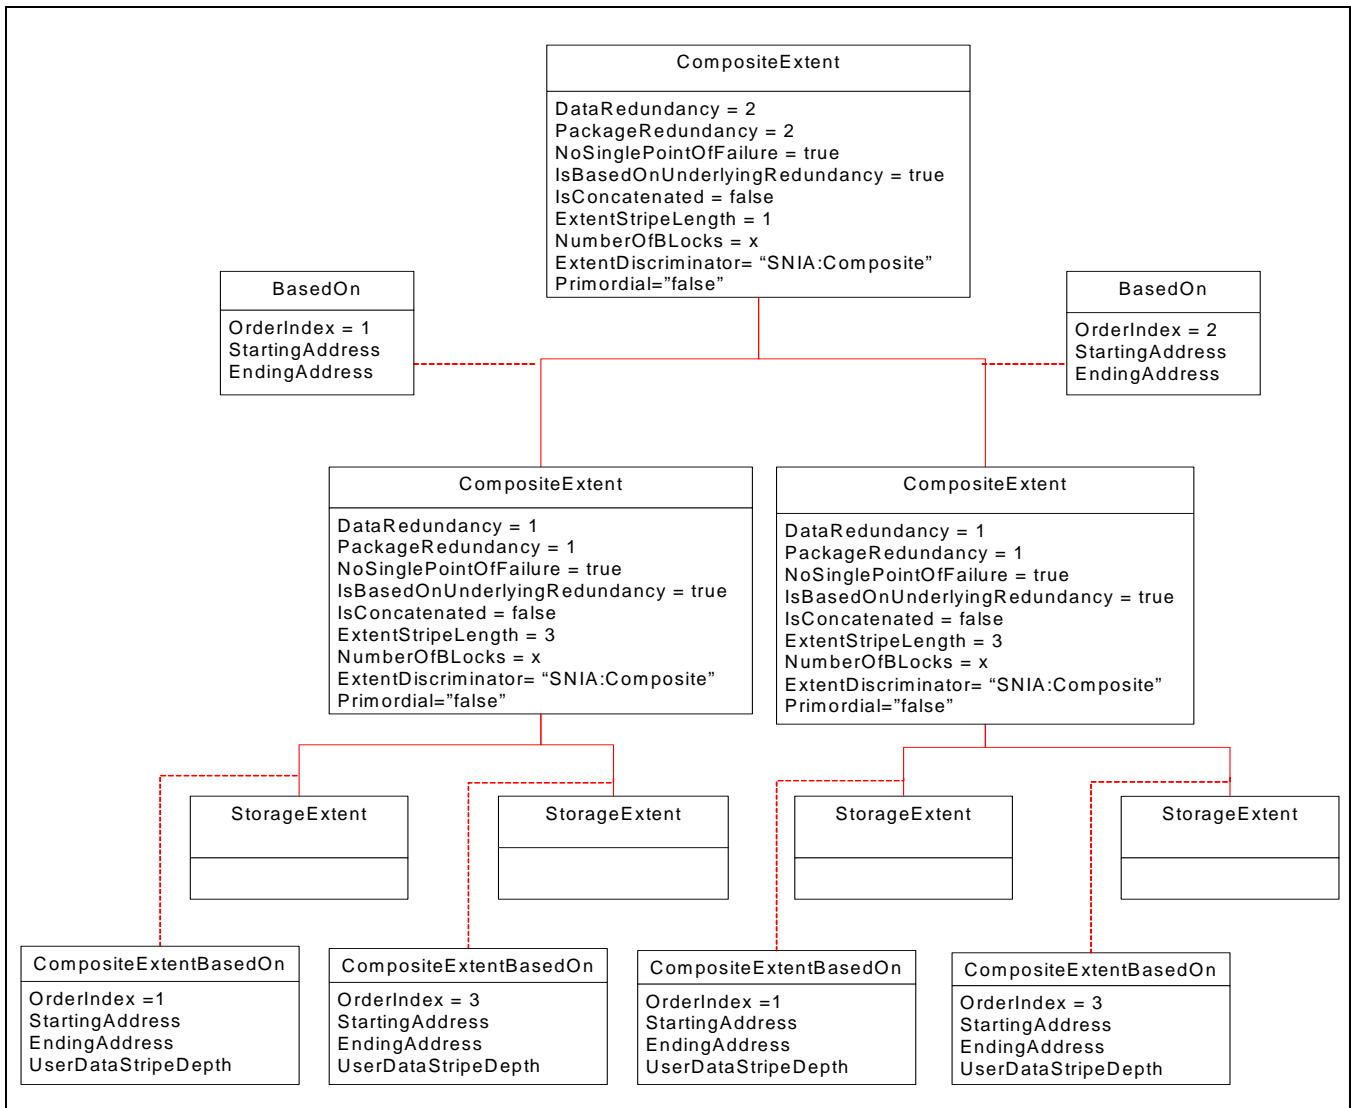 CompositeExtent
DataRedundancy = 2
PackageRedundancy = 2
NoSinglePointOfFailure = true
IsBasedOnUnderlyingRedundancy = true
IsConcatenated = false
ExtentStripeLength = 1
NumberOfBLocks = x
ExtentDiscriminator= “SNIA:Composite”
Primordial=”false”
BasedOn
OrderIndex = 1
StartingAddress
EndingAddress
BasedOn
OrderIndex = 2
StartingAddress
EndingAddress
CompositeExtent
DataRedundancy = 1
PackageRedundancy = 1
NoSinglePointOfFailure = true
IsBasedOnUnderlyingRedundancy = true
IsConcatenated = false
ExtentStripeLength = 3
NumberOfBLocks = x
ExtentDiscriminator= “SNIA:Composite”
Primordial=”false”
CompositeExtent
DataRedundancy = 1
PackageRedundancy = 1
NoSinglePointOfFailure = true
IsBasedOnUnderlyingRedundancy = true
IsConcatenated = false
ExtentStripeLength = 3
NumberOfBLocks = x
ExtentDiscriminator= “SNIA:Composite”
Primordial=”false”
StorageExtent
StorageExtent
StorageExtent
StorageExtent
CompositeExtentBasedOn
OrderIndex =1
StartingAddress
EndingAddress
UserDataStripeDepth
CompositeExtentBasedOn
OrderIndex = 3
StartingAddress
EndingAddress
UserDataStripeDepth
CompositeExtentBasedOn
OrderIndex =1
StartingAddress
EndingAddress
UserDataStripeDepth
CompositeExtentBasedOn
OrderIndex = 3
StartingAddress
EndingAddress
UserDataStripeDepth